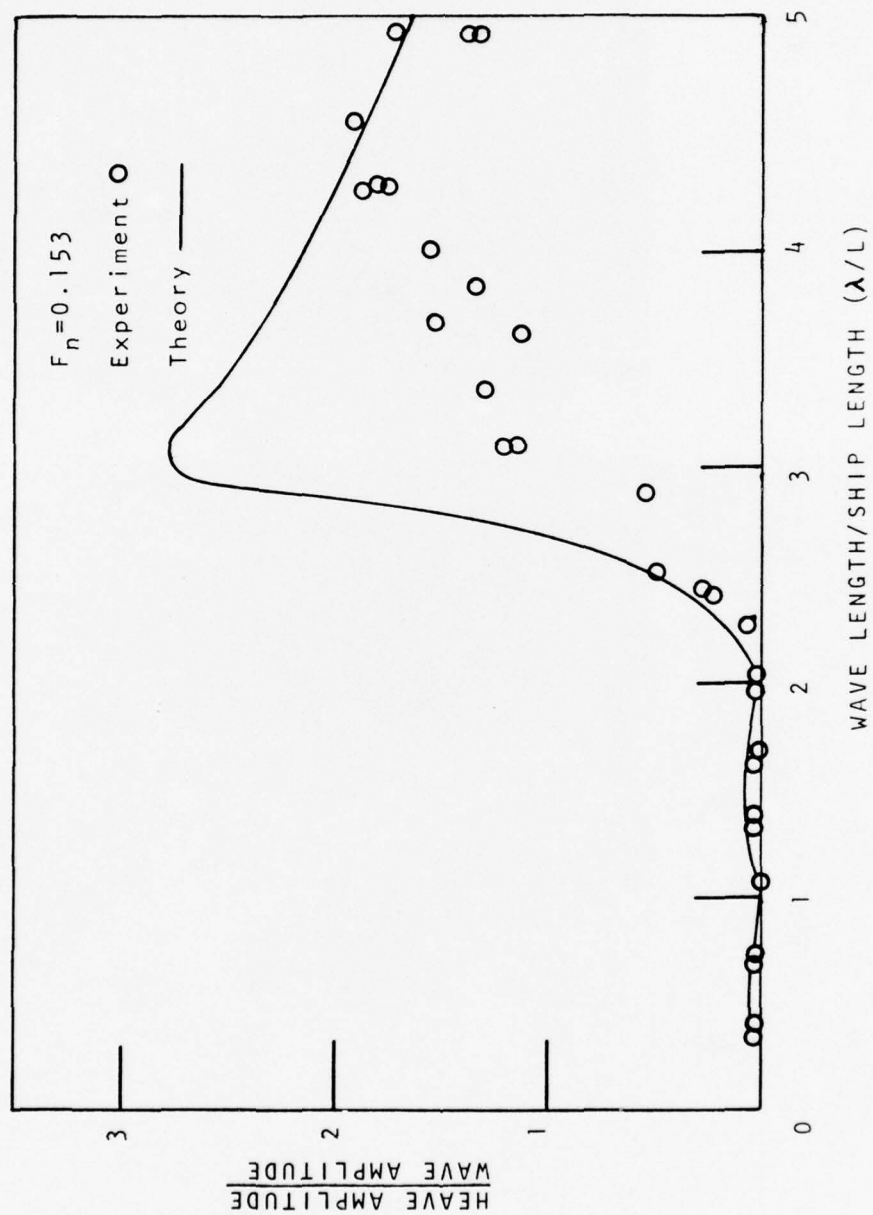 Fn=0.153
Experiment O
Theory
HEAVE AMPLITUDE
WAVE AMPLITUDE
3
2
1
0
1
2
3
4
5
WAVE LENGTH/SHIP LENGTH (λ/L)